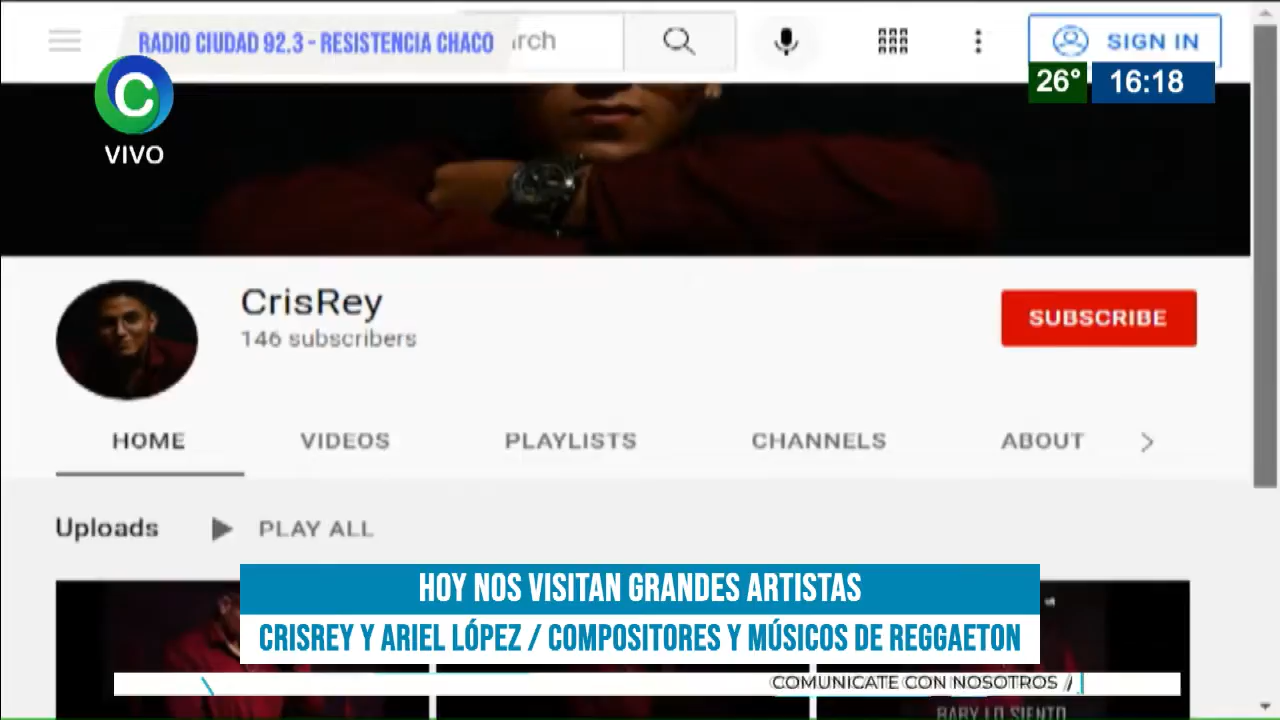 RADIO CIUDAD 92.3 - RESISTENCIA CHACO
SIGN IN
26° 16:18
C
VIVO
CrisRey
146 subscribers
SUBSCRIBE
HOME VIDEOS PLAYLISTS CHANNELS ABOUT
Uploads PLAY ALL
HOY NOS VISITAN GRANDES ARTISTAS
CRISREY Y ARIEL LÓPEZ / COMPOSITORES Y MÚSICOS DE REGGAETON
COMUNICATE CON NOSOTROS /
BABY LO SIENTO